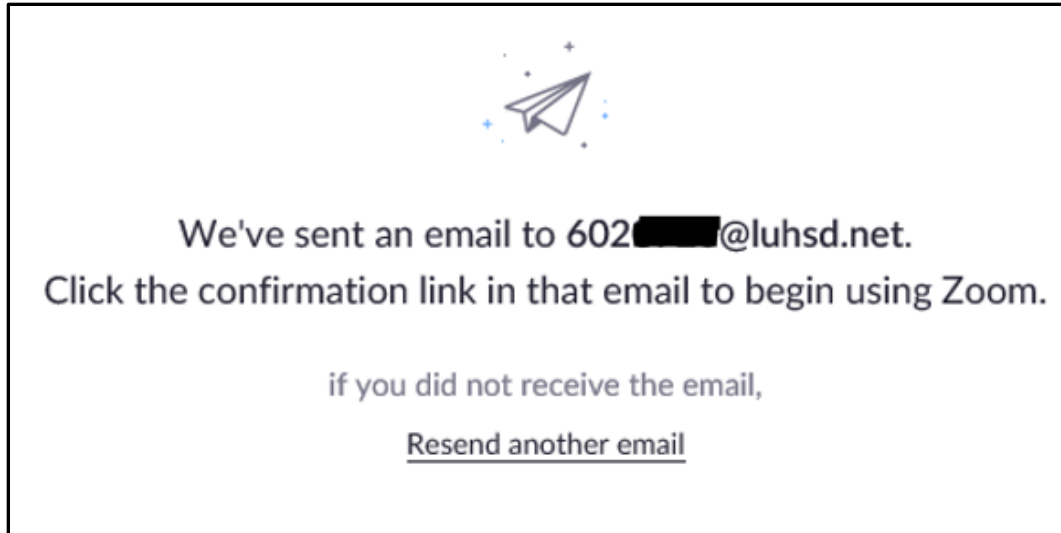 We've sent an email to 602 @luhsd.net.
Click the confirmation link in that email to begin using Zoom.
if you did not receive the email,
Resend another email